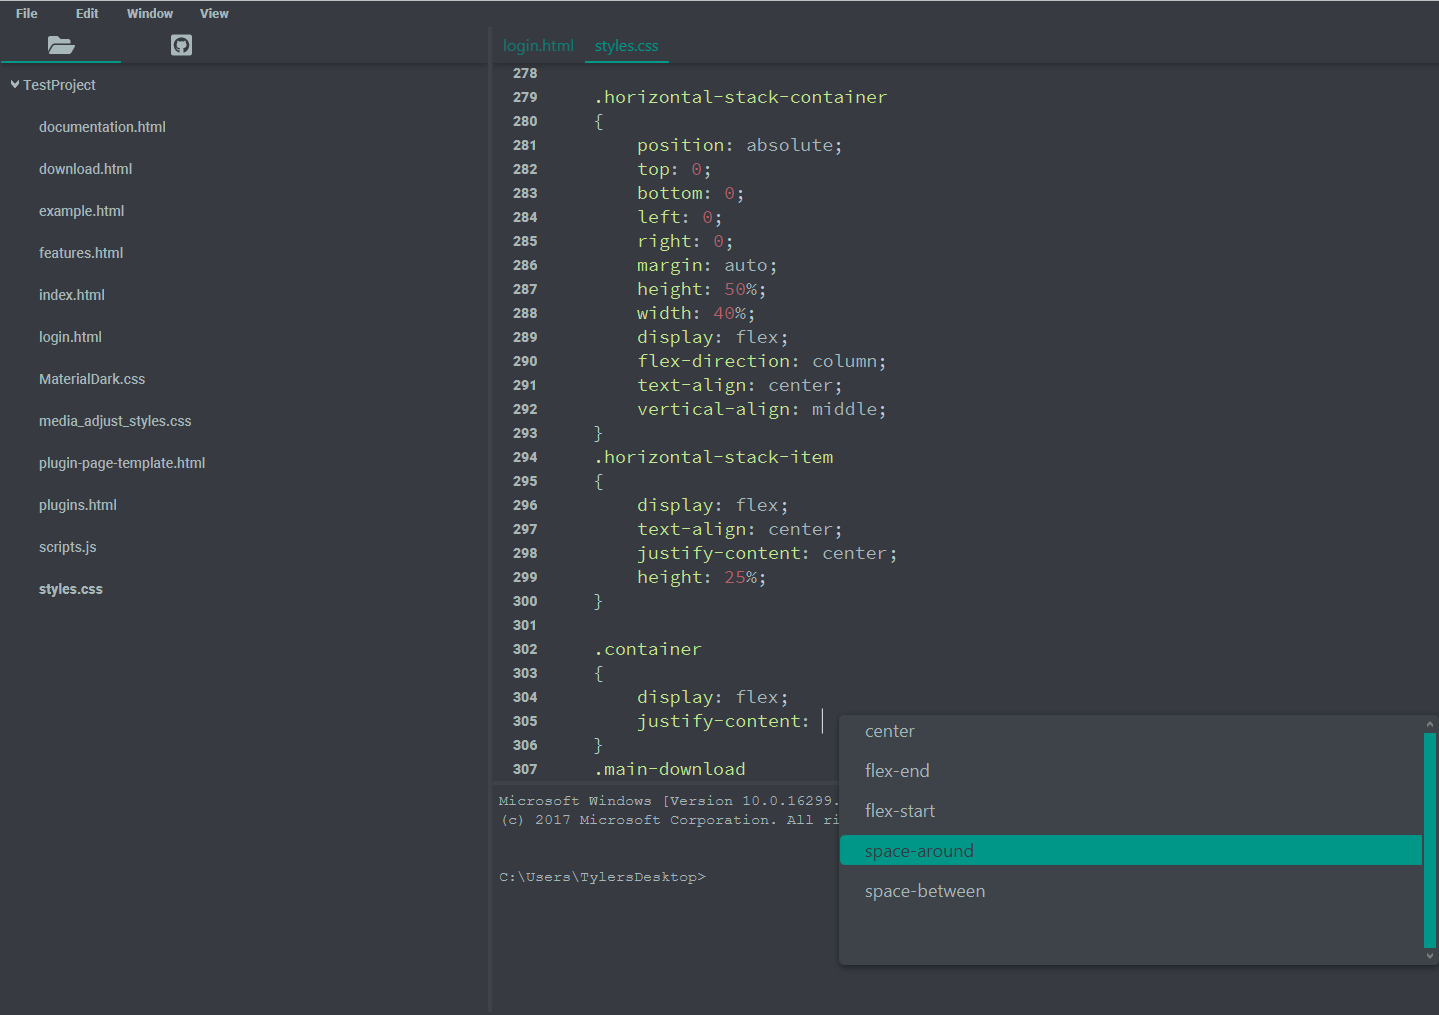 File Edit Window View
TestProject
documentation.html
download.html
example.html
features.html
index.html
login.html
MaterialDark.css
media_adjust_styles.css
plugin-page-template.html
plugins.html
scripts.js
styles.css
login.html styles.css
278
279 .horizontal-stack-container
280 {
281 position: absolute;
282 top: 0;
283 bottom: 0;
284 left: 0;
285 right: 0;
286 margin: auto;
287 height: 50%;
288 width: 40%;
289 display: flex;
290 flex-direction: column;
291 text-align: center;
292 vertical-align: middle;
293 }
294 .horizontal-stack-item
295 {
296 display: flex;
297 text-align: center;
298 justify-content: center;
299 height: 25%;
300 }
301
302 .container
303 {
304 display: flex;
305 justify-content:
306 }
307 .main-download
center
flex-end
flex-start
space-around
space-between
Microsoft Windows [Version 10.0.16299.
(c) 2017 Microsoft Corporation. All ri
C:\Users\TylersDesktop>